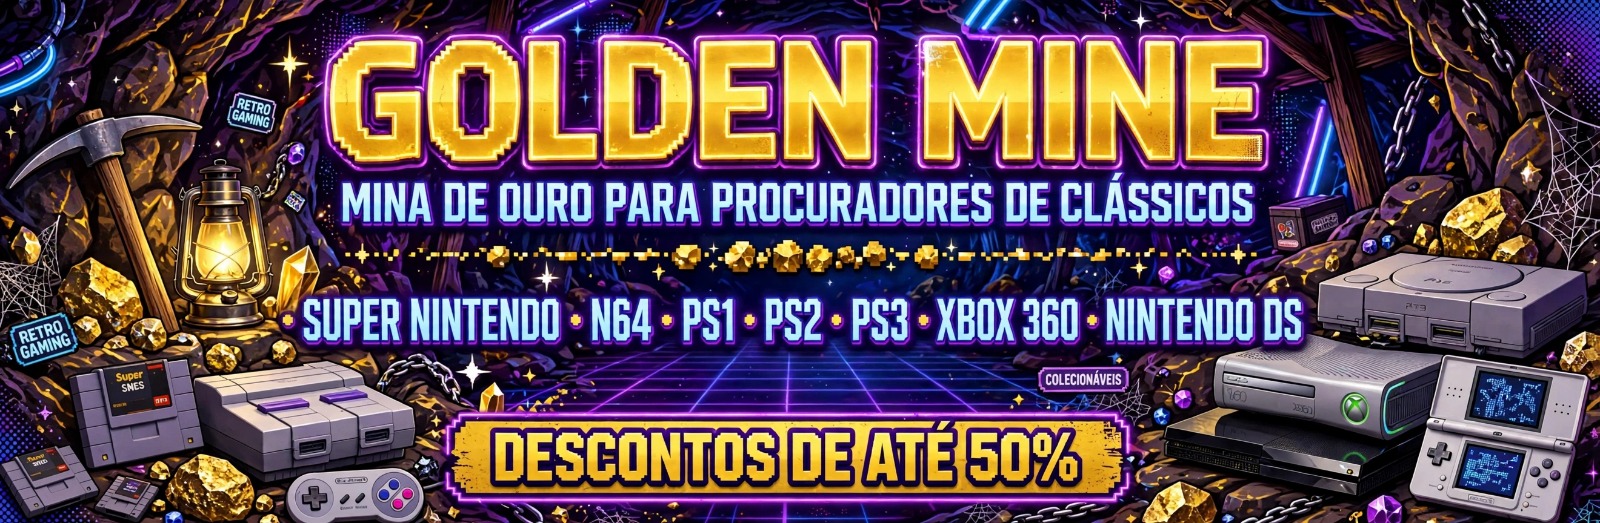 GOLDEN MINE
MINA DE OURO PARA PROCURADORES DE CLÁSSICOS
RETRO
GAMING
• SUPER NINTENDO • N64 • PS1 • PS2 • PS3 • XBOX 360 • NINTENDO DS
RETRO
GAMING
COLECIONÁVEIS
Super
SNES
DESCONTOS DE ATÉ 50%